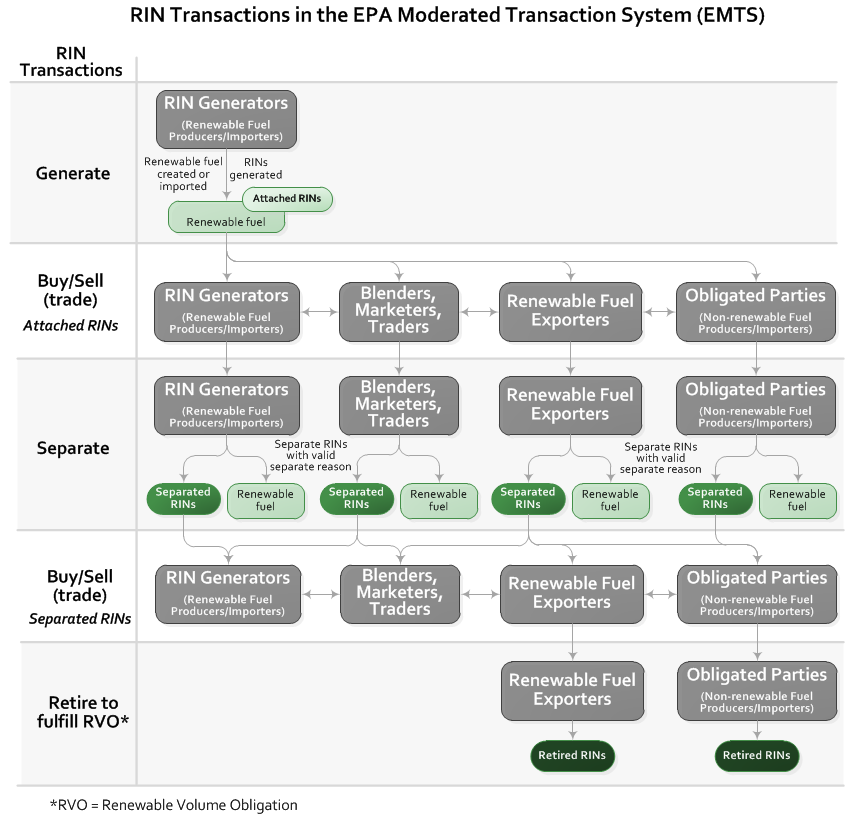 RIN Transactions in the EPA Moderated Transaction System (EMTS)
RIN
Transactions
Generate
RIN Generators
(Renewable Fuel
Producers/Importers)
Renewable fuel
created or
imported
RINs
generated
Attached RINs
Renewable fuel
Buy/Sell
(trade)
Attached RINs
RIN Generators
(Renewable Fuel
Producers/Importers)
Blenders,
Marketers,
Traders
Renewable Fuel
Exporters
Obligated Parties
(Non-renewable Fuel
Producers/Importers)
Separate
RIN Generators
(Renewable Fuel
Producers/Importers)
Blenders,
Marketers,
Traders
Renewable Fuel
Exporters
Obligated Parties
(Non-renewable Fuel
Producers/Importers)
Separate RINs
with valid
separate reason
Separate RINs
with valid
separate reason
Separated
RINs
Renewable
fuel
Separated
RINs
Renewable
fuel
Separated
RINs
Renewable
fuel
Separated
RINs
Renewable
fuel
Buy/Sell
(trade)
Separated RINs
RIN Generators
(Renewable Fuel
Producers/Importers)
Blenders,
Marketers,
Traders
Renewable Fuel
Exporters
Obligated Parties
(Non-renewable Fuel
Producers/Importers)
Retire to
fulfill RVO*
Renewable Fuel
Exporters
Obligated Parties
(Non-renewable Fuel
Producers/Importers)
Retired RINs
Retired RINs
*RVO = Renewable Volume Obligation